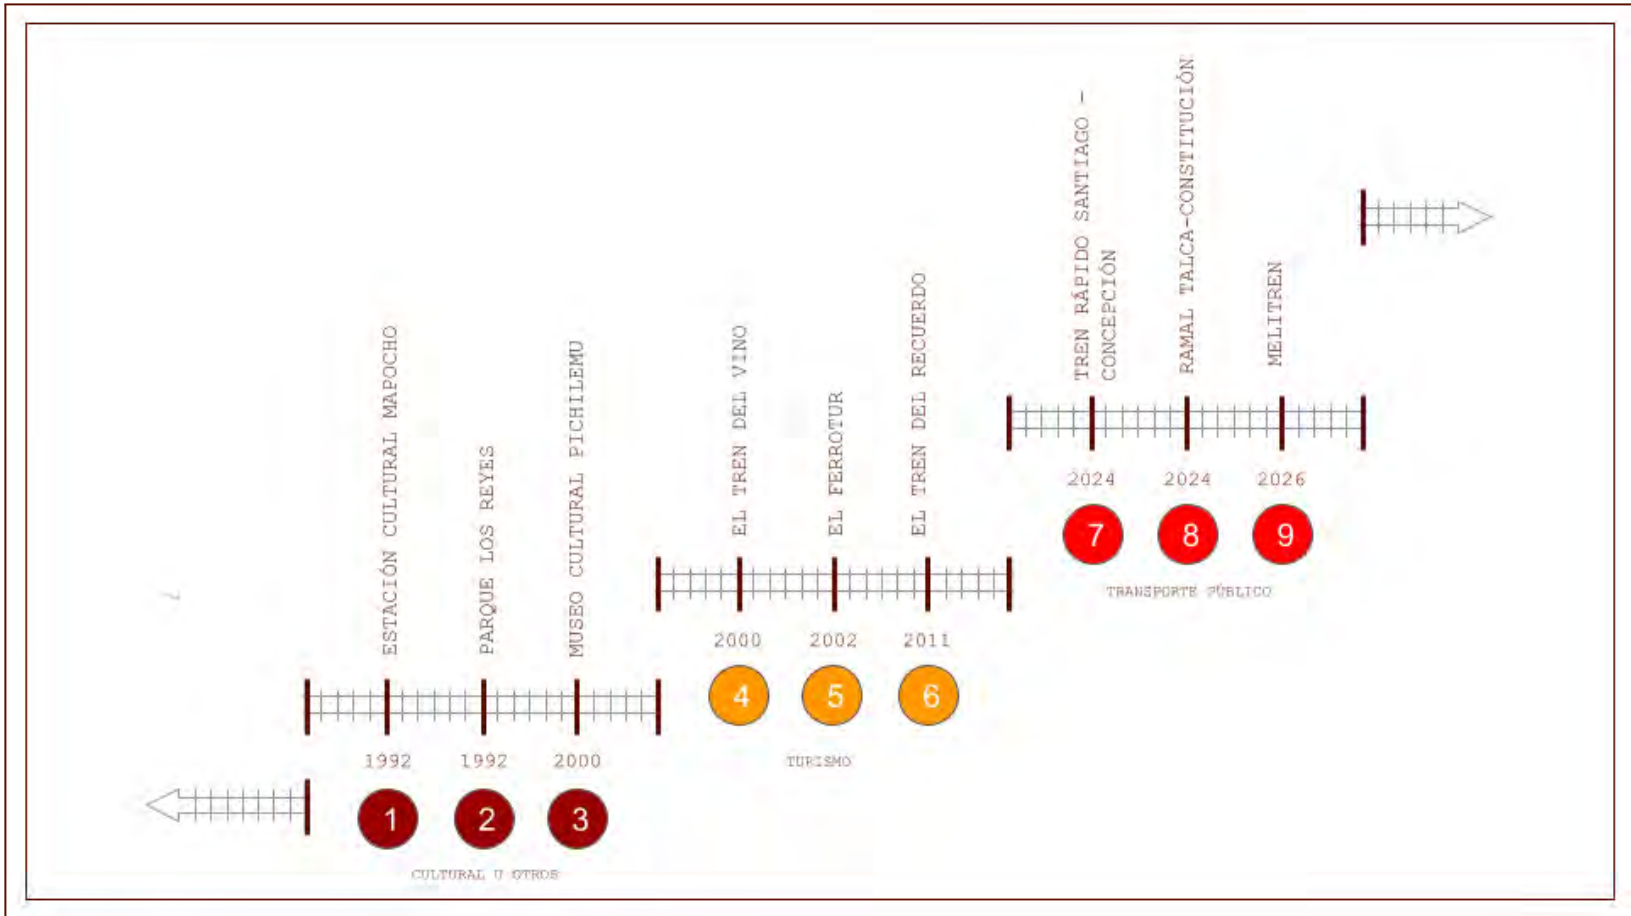 ESTACIÓN CULTURAL MAPOCHO
PARQUE LOS REYES
MUSEO CULTURAL PICHILEMU
1992
1992
2000
1
2
3
CULTURAL U OTROS
EL TREN DEL VINO
EL FERROTUR
EL TREN DEL RECUERDO
2000
2002
2011
4
5
6
TURISMO
TREN RÁPIDO SANTIAGO –
CONCEPCIÓN
RAMAL TALCA-CONSTITUCIÓN
MELITREN
2024
2024
2026
7
8
9
TRANSPORTE PÚBLICO